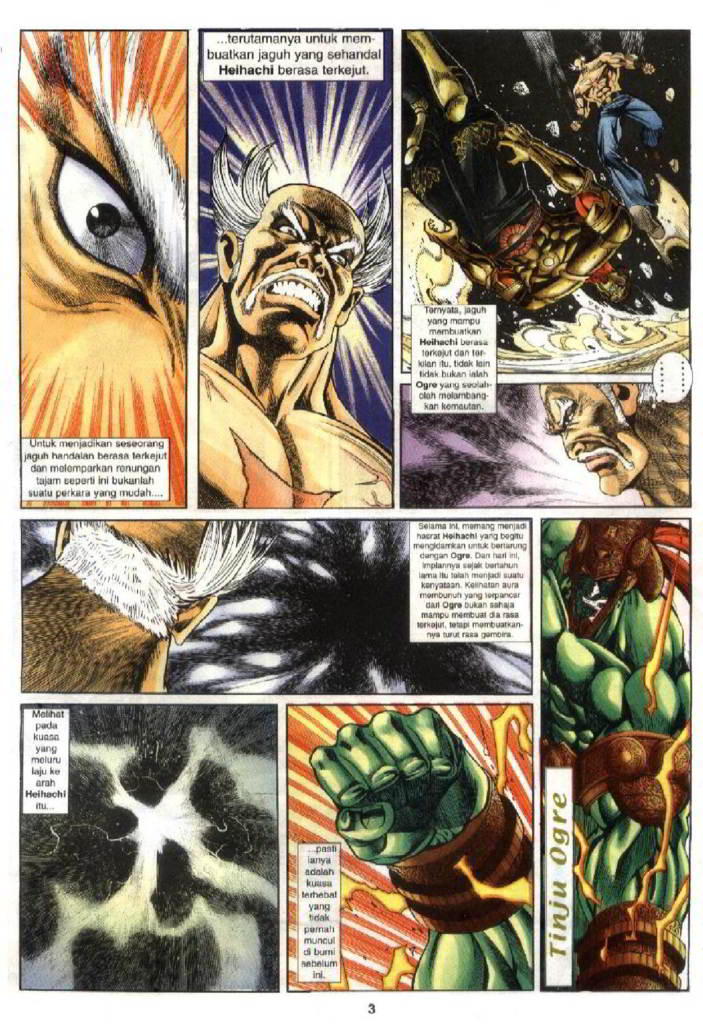 Untuk menjadikan seseorang
jaguh handalan berasa terkejut
dan melemparkan renungan
tajam seperti ini bukanlah
suatu perkara yang mudah....
...terutamanya untuk mem-
buatkan jaguh yang sehandal
Heihachi berasa terkejut.
Ternyata, jaguh
yang mampu
membuatkan
Heihachi berasa
terkejut dan ter-
kilan itu, tidak lain
tidak bukan ialah
Ogre yang seolah-
olah melambang-
kan kematian.
Selama ini, memang menjadi
hasrat Heihachi yang begitu
mengidamkan untuk bertarung
dengan Ogre. Dan hari ini,
impiannya sejak bertahun
lama itu telah menjadi suatu
kenyataan. Kelihatan aura
membunuh yang terpancar
dari Ogre bukan sahaja
mampu membuat dia rasa
terkejut, tetapi membuatkan-
nya turut rasa gembira.
Melihat
pada
kuasa
yang
meluru
laju ke
arah
Heihachi
itu...
...pasti
ianya
adalah
kuasa
terhebat
yang
tidak
pernah
muncul
di bumi
sebelum
ini.
Tinju Ogre
3